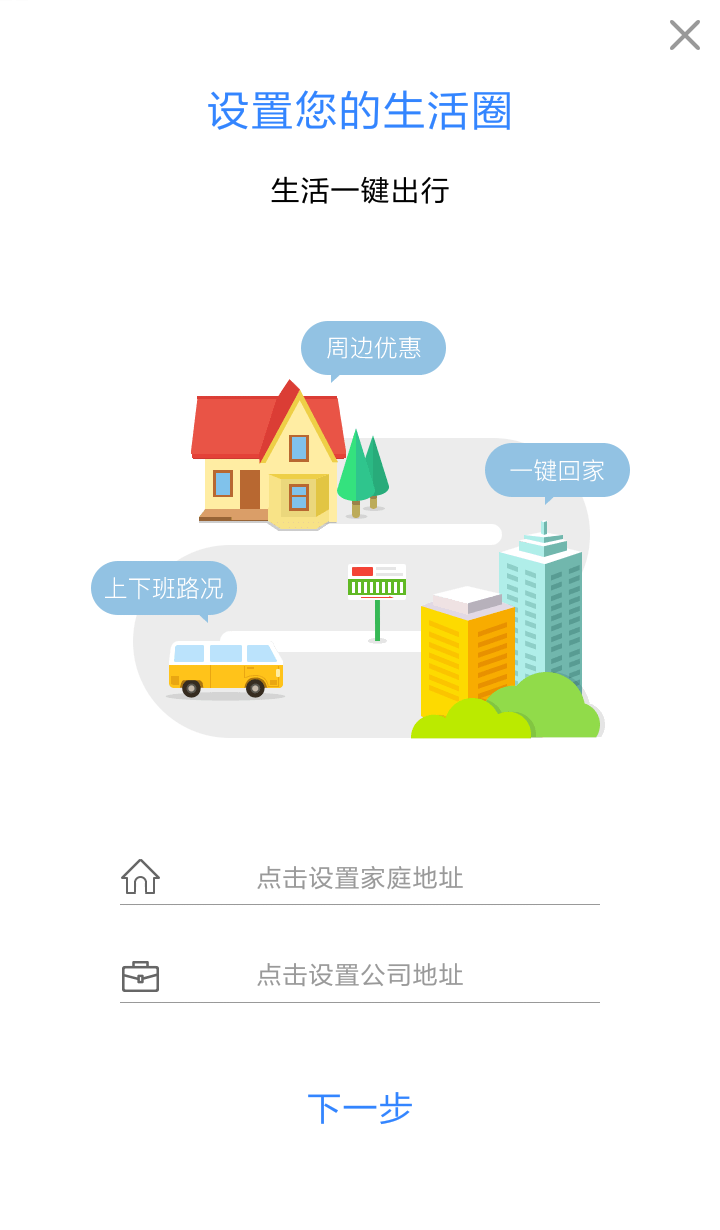 设置您的生活圈
生活一键出行
周边优惠
一键回家
上下班路况
点击设置家庭地址
点击设置公司地址
下一步